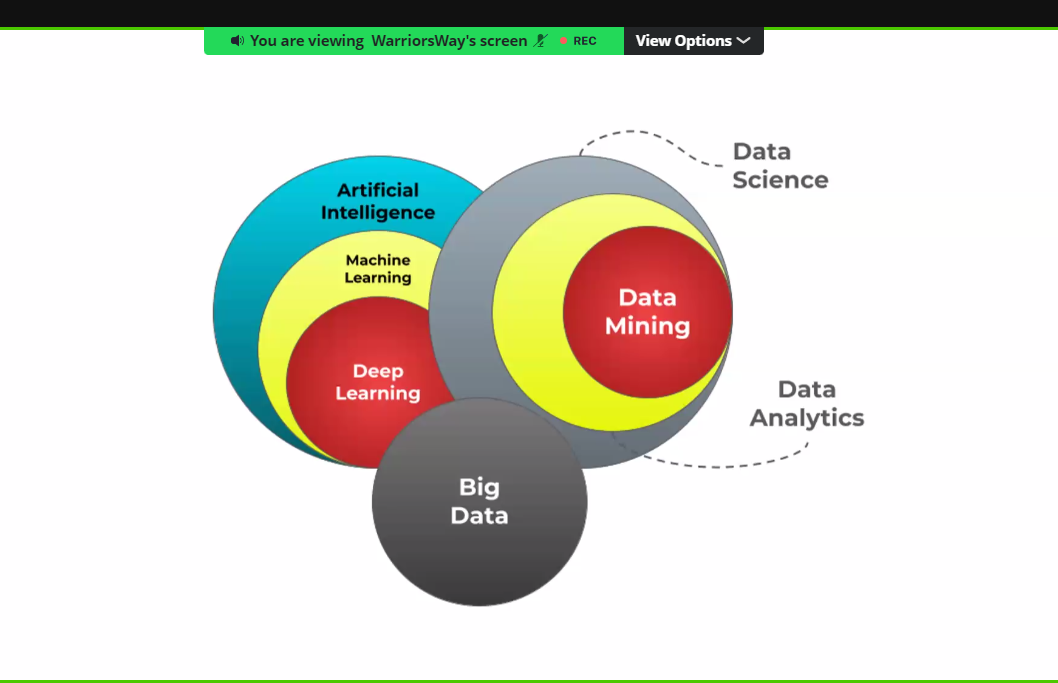 You are viewing WarriorsWay's screen REC View Options
Data
Science
Artificial
Intelligence
Machine
Learning
Data
Mining
Deep
Learning
Data
Analytics
Big
Data